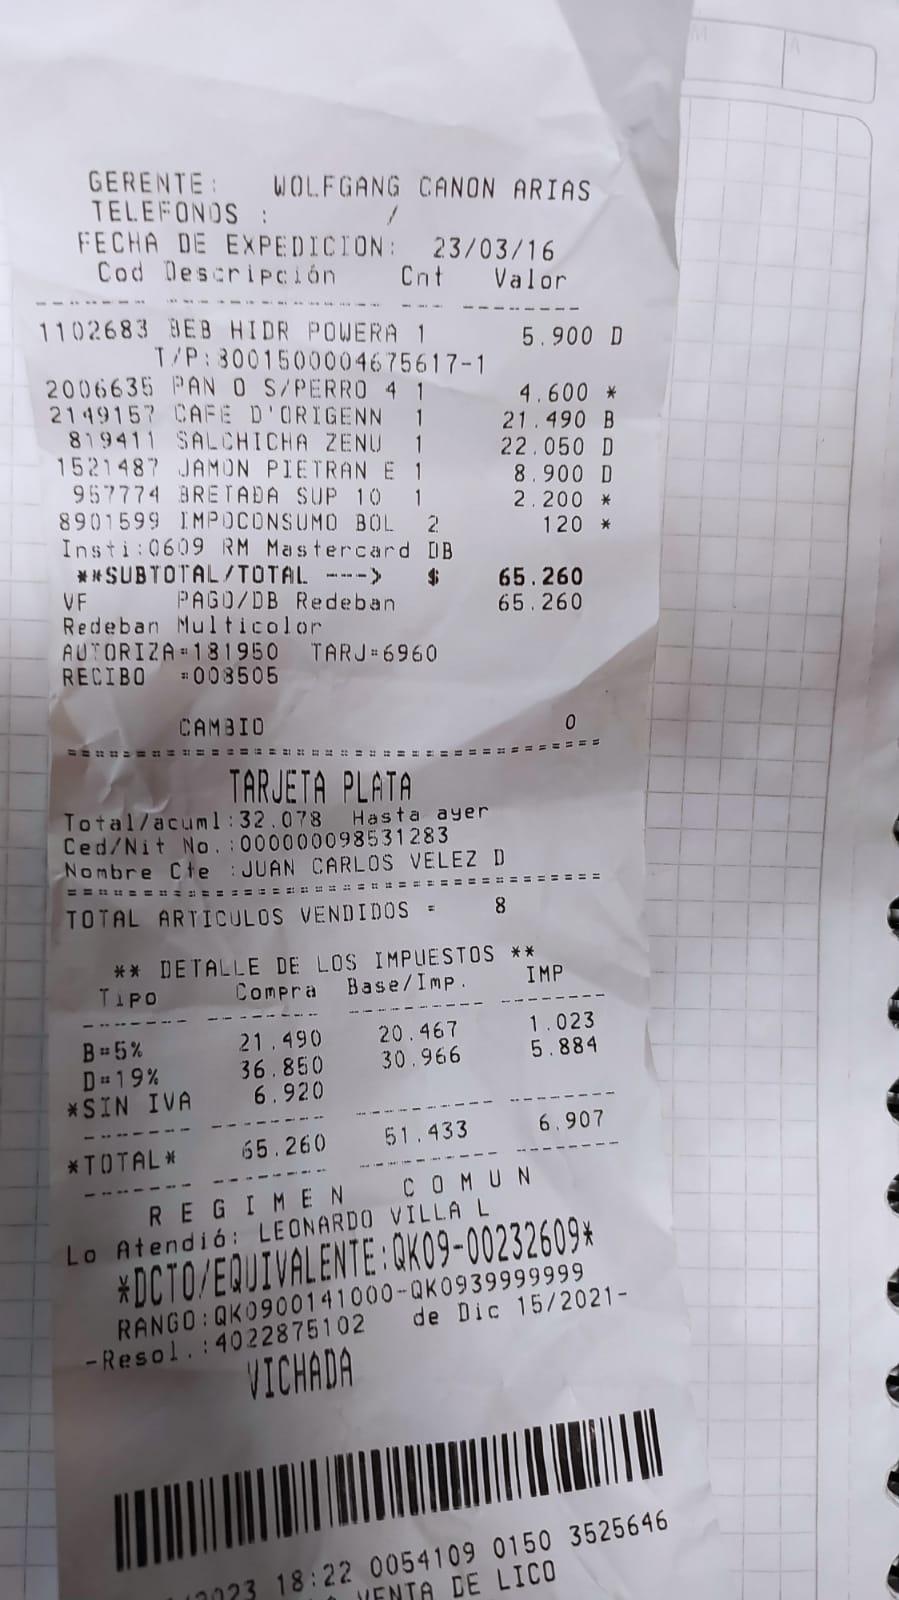 GERENTE: WOLFGANG CANON ARIAS
TELEFONOS : /
FECHA DE EXPEDICION: 23/03/16
Cod Descripción Cnt Valor
1102683 BEB HIDR POWERA 1 5.900 D
T/P:8001500004675617-1
2006635 PAN O S/PERRO 4 1 4.600 *
2149157 CAFE D'ORIGENN 1 21.490 B
819411 SALCHICHA ZENU 1 22.050 D
1521487 JAMON PIETRAN E 1 8.900 D
957774 BRETADA SUP 10 1 2.200 *
8901599 IMPOCONSUMO BOL 2 120 *
Insti:0609 RM Mastercard DB
**SUBTOTAL/TOTAL ---> $ 65.260
VF PAGO/DB Redeban 65.260
Redeban Multicolor
AUTORIZA=181950 TARJ=6960
RECIBO =008505
CAMBIO 0
TARJETA PLATA
Total/acuml:32.078 Hasta ayer
Ced/Nit No.:000000098531283
Nombre Cte :JUAN CARLOS VELEZ D
TOTAL ARTICULOS VENDIDOS = 8
** DETALLE DE LOS IMPUESTOS **
Tipo Compra Base/Imp. IMP
B=5% 21.490 20.467 1.023
D=19% 36.850 30.966 5.884
*SIN IVA 6.920
*TOTAL* 65.260 51.433 6.907
R E G I M E N C O M U N
Lo Atendió: LEONARDO VILLA L
*DCTO/EQUIVALENTE:QK09-00232609*
RANGO:QK0900141000-QK0939999999
-Resol.:4022875102 de Dic 15/2021-
VICHADA
/2023 18:22 0054109 0150 3525646
VENTA DE LICO